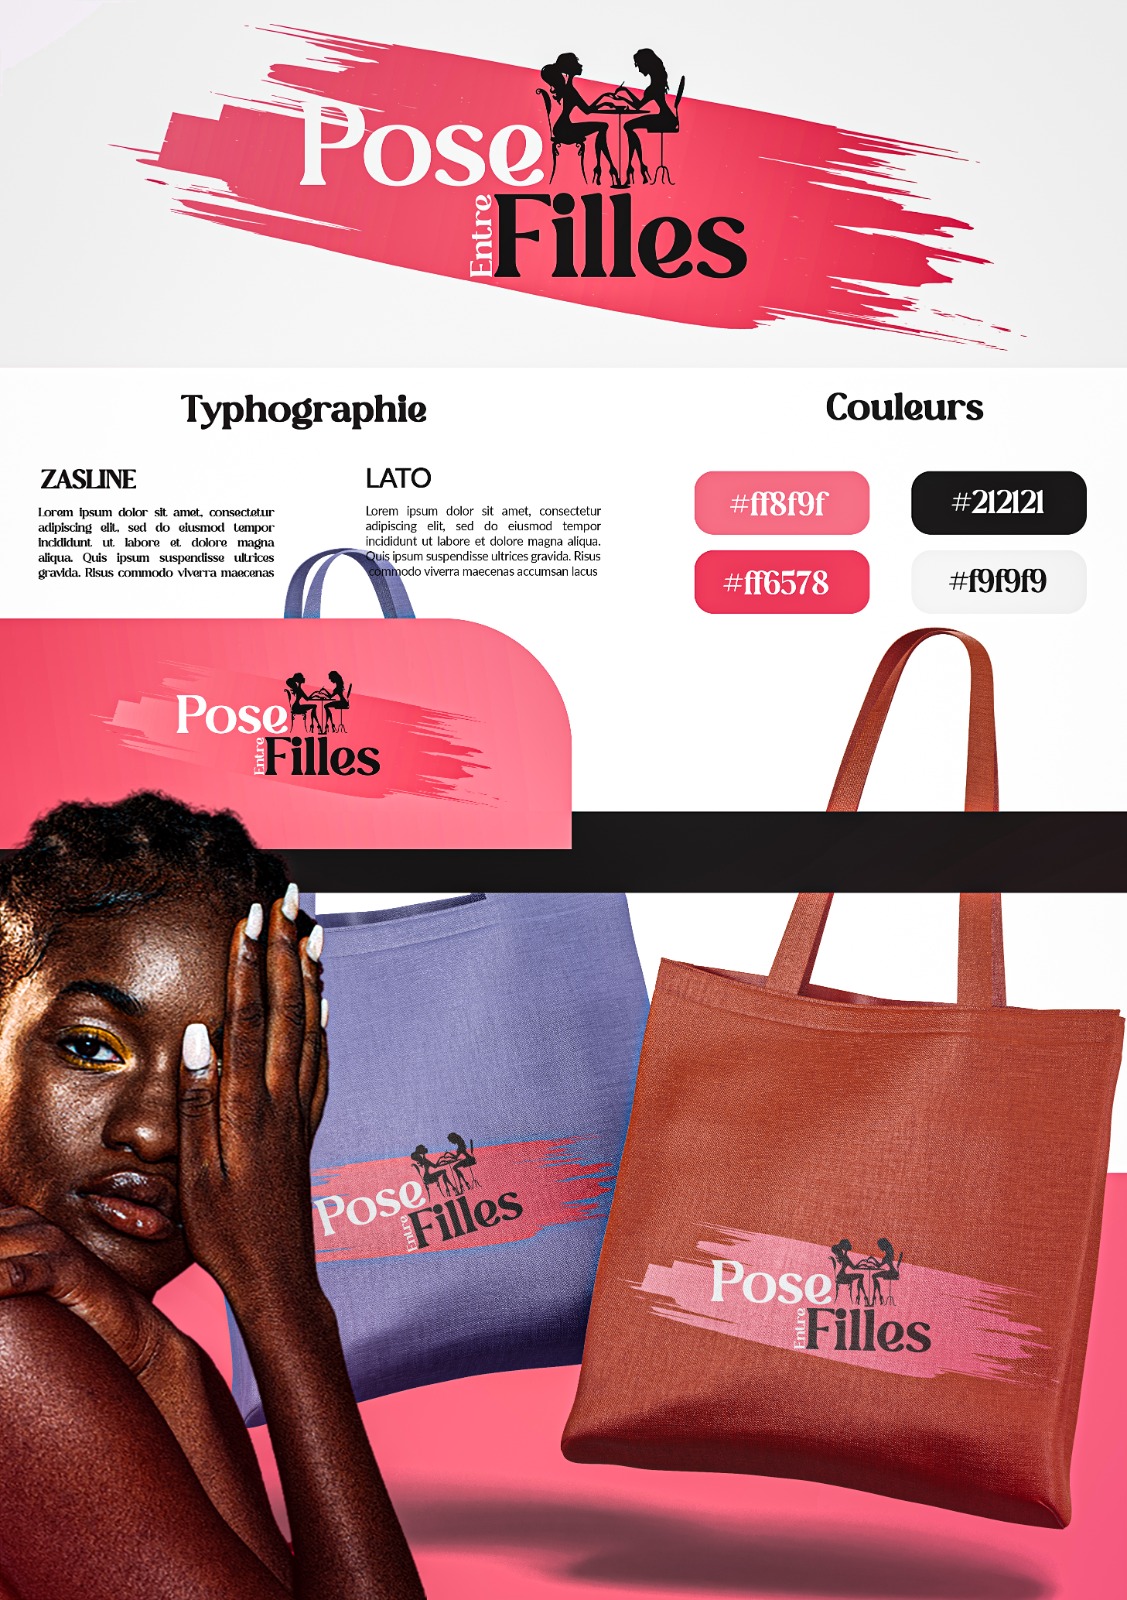 Pose
Entre
Filles
Typhographie
Couleurs
ZASLINE
Lorem ipsum dolor sit amet, consectetur
adipiscing elit, sed do eiusmod tempor
incididunt ut labore et dolore magna
aliqua. Quis ipsum suspendisse ultrices
gravida. Risus commodo viverra maecenas
LATO
Lorem ipsum dolor sit amet, consectetur
adipiscing elit, sed do eiusmod tempor
incididunt ut labore et dolore magna aliqua.
Quis ipsum suspendisse ultrices gravida. Risus
commodo viverra maecenas accumsan lacus
#ff8f9f
#212121
#ff6578
#f9f9f9
Pose
Entre
Filles
Pose
Entre
Filles
Pose
Entre
Filles